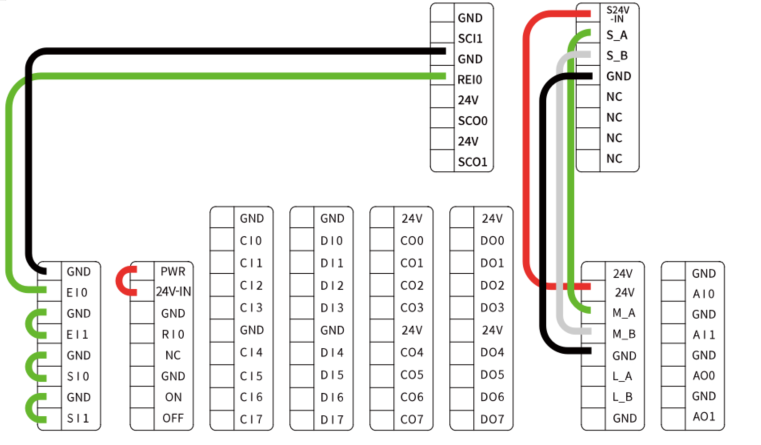 GND
SCI1
GND
REI0
24V
SCO0
24V
SCO1
S24V
-IN
S_A
S_B
GND
NC
NC
NC
NC
GND
EI0
GND
EI1
GND
SI0
GND
SI1
PWR
24V-IN
GND
RI0
NC
GND
ON
OFF
GND
CI0
CI1
CI2
CI3
GND
CI4
CI5
CI6
CI7
GND
DI0
DI1
DI2
DI3
GND
DI4
DI5
DI6
DI7
24V
CO0
CO1
CO2
CO3
24V
CO4
CO5
CO6
CO7
24V
DO0
DO1
DO2
DO3
24V
DO4
DO5
DO6
DO7
24V
24V
M_A
M_B
GND
L_A
L_B
GND
GND
AI0
GND
AI1
GND
AO0
GND
AO1